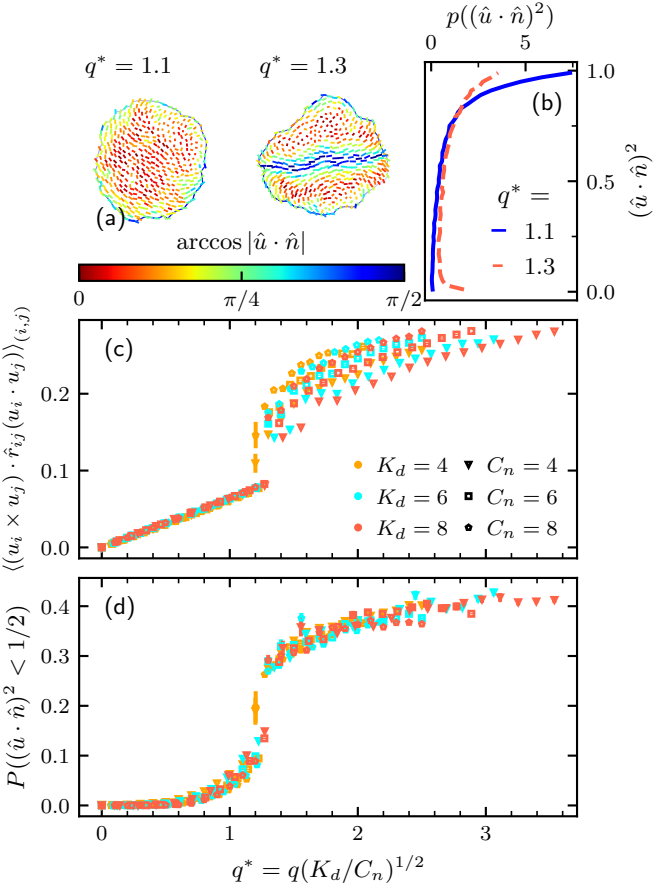 q* = 1.1
q* = 1.3
(a)
arccos |û · n̂|
0
π/4
π/2
p((û · n̂)²)
0
5
(b)
1.0
0.5
0.0
(û · n̂)²
q* =
1.1
1.3
(c)
0.2
0.1
0.0
⟨(u_i × u_j) · r̂_ij(u_i · u_j)⟩_(i,j)
K_d = 4
C_n = 4
K_d = 6
C_n = 6
K_d = 8
C_n = 8
(d)
0.4
0.3
0.2
0.1
0.0
P((û · n̂)² < 1/2)
0
1
2
3
q* = q(K_d/C_n)^{1/2}